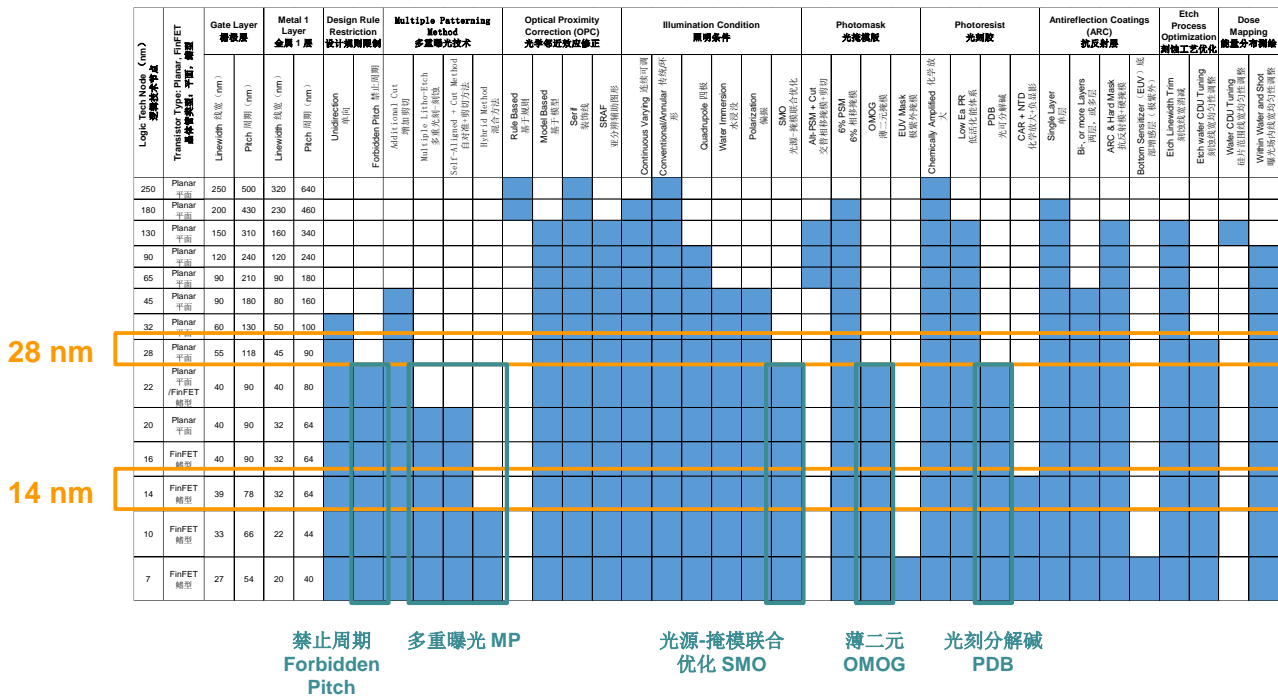 Logic Tech Node (nm)
逻辑技术节点
Transistor Type: Planar, FinFET
晶体管类型：平面，鳍型
Gate Layer
栅极层
Metal 1
Layer
金属 1 层
Design Rule
Restriction
设计规则限制
Multiple Patterning
Method
多重曝光技术
Optical Proximity
Correction (OPC)
光学邻近效应修正
Illumination Condition
照明条件
Photomask
光掩模版
Photoresist
光刻胶
Antireflection Coatings
(ARC)
抗反射层
Etch
Process
Optimization
刻蚀工艺优化
Dose
Mapping
能量分布测绘
Linewidth 线宽（nm）
Pitch 周期（nm）
Linewidth 线宽（nm）
Pitch 周期（nm）
Unidirection
单向
Forbidden Pitch 禁止周期
Additional Cut
增加剪切
Multiple Litho-Etch
多重光刻-刻蚀
Self-Aligned + Cut Method
自对准+剪切方法
Hybrid Method
混合方法
Rule Based
基于规则
Model Based
基于模型
Serif
装饰线
SRAF
亚分辨辅助图形
Continuous Varying 连续可调
Conventional/Annular 传统/环
形
Quadrupole 四极
Water Immersion
水浸没
Polarization
偏振
SMO
光源-掩模联合优化
Alt-PSM + Cut
交替相移掩模+剪切
6% PSM
6% 相移掩模
OMOG
薄二元掩模
EUV Mask
极紫外掩模
Chemically Amplified 化学放
大
Low Ea PR
低活化能体系
PDB
光可分解碱
CAR + NTD
化学放大+负显影
Single Layer
单层
Bi-, or more Layers
两层，或多层
ARC & Hard Mask
抗反射模+硬掩模
Bottom Sensitizer（EUV）底
部增感层（极紫外）
Etch Linewidth Trim
刻蚀线宽消减
Etch wafer CDU Tuning
刻蚀线宽均匀性调整
Wafer CDU Tuning
硅片范围线宽均匀性调整
Within Wafer and Shot
曝光场内线宽均匀性调整
250 Planar 250 500 320 640
平面
180 Planar 200 430 230 460
平面
130 Planar 150 310 160 340
平面
90 Planar 120 240 120 240
平面
65 Planar 90 210 90 180
平面
45 Planar 90 180 80 160
平面
32 Planar 60 130 50 100
平面
28 nm
28 Planar 55 118 45 90
平面
Planar
平面
22 40 90 40 80
/FinFET
鳍型
20 Planar 40 90 32 64
平面
16 FinFET 40 90 32 64
鳍型
14 nm
14 FinFET 39 78 32 64
鳍型
10 FinFET 33 66 22 44
鳍型
7 FinFET 27 54 20 40
鳍型
禁止周期
Forbidden
Pitch
多重曝光 MP
光源-掩模联合
优化 SMO
薄二元
OMOG
光刻分解碱
PDB